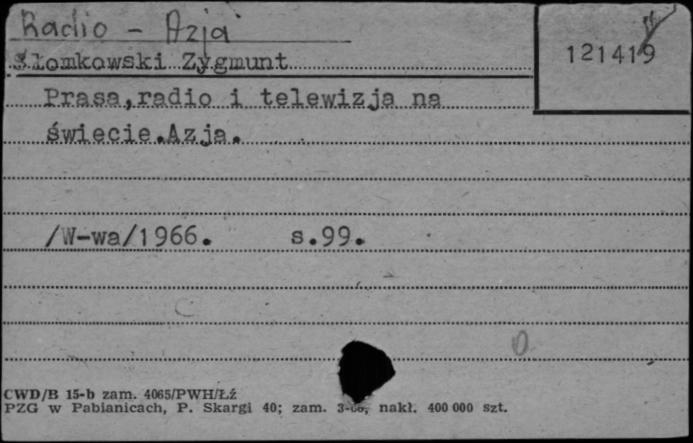 Radio - Azja
121419
Słomkowski Zygmunt
Prasa,radio i telewizja na
świecie.Azja.
/W-wa/1966. s.99.
CWD/B 15-b zam. 4065/PWH/Łź
PZG w Pabianicach, P. Skargi 40; zam. nakł. 400 000 szt.